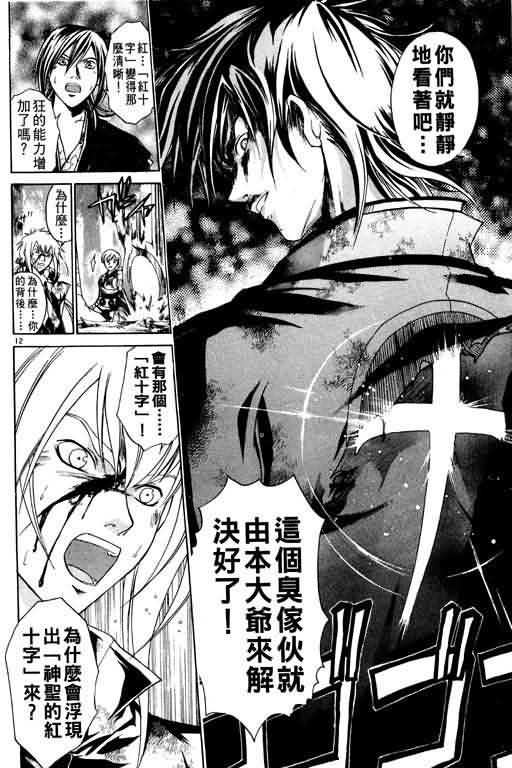 你們就靜靜
地看著吧…
這個臭傢伙就
由本大爺來解
決好了！
紅…「紅十
字」變得那
麼清晰！
狂的能力增
加了嗎？
為什麼…
為什麼…你
的背後……
12
會有那個……
「紅十字」！
為什麼會浮現
出「神聖的紅
十字」來？